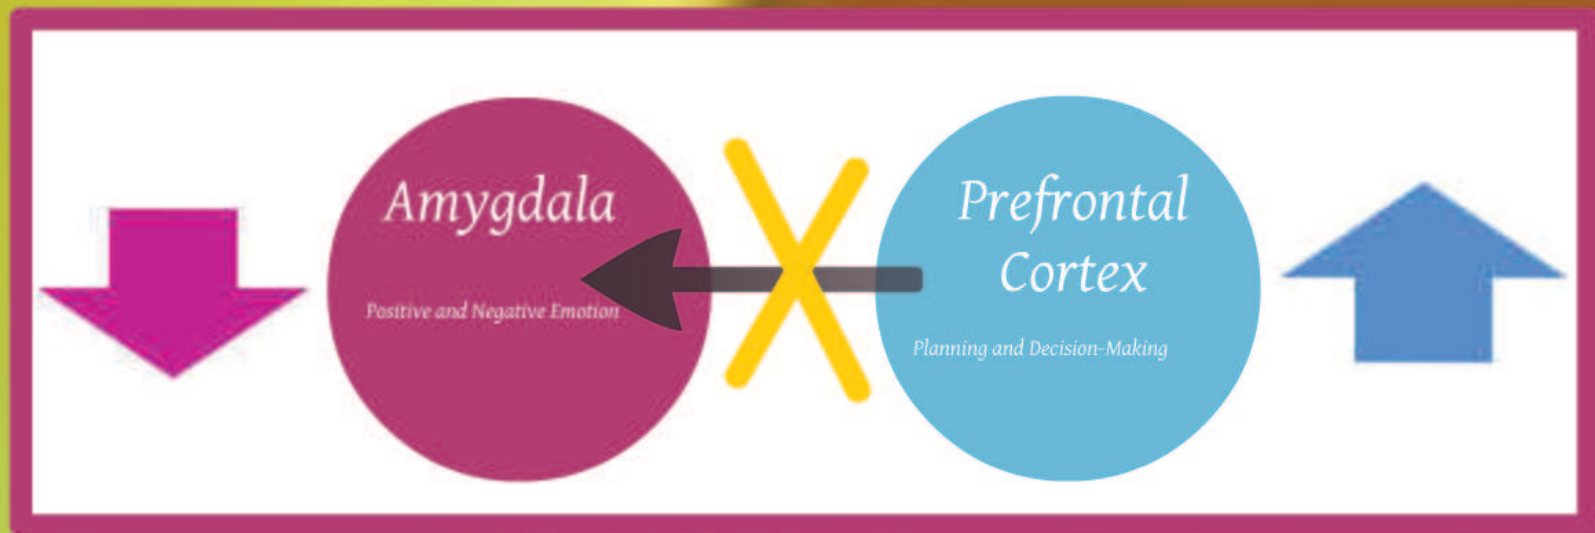 Amygdala
Positive and Negative Emotion
Prefrontal
Cortex
Planning and Decision-Making